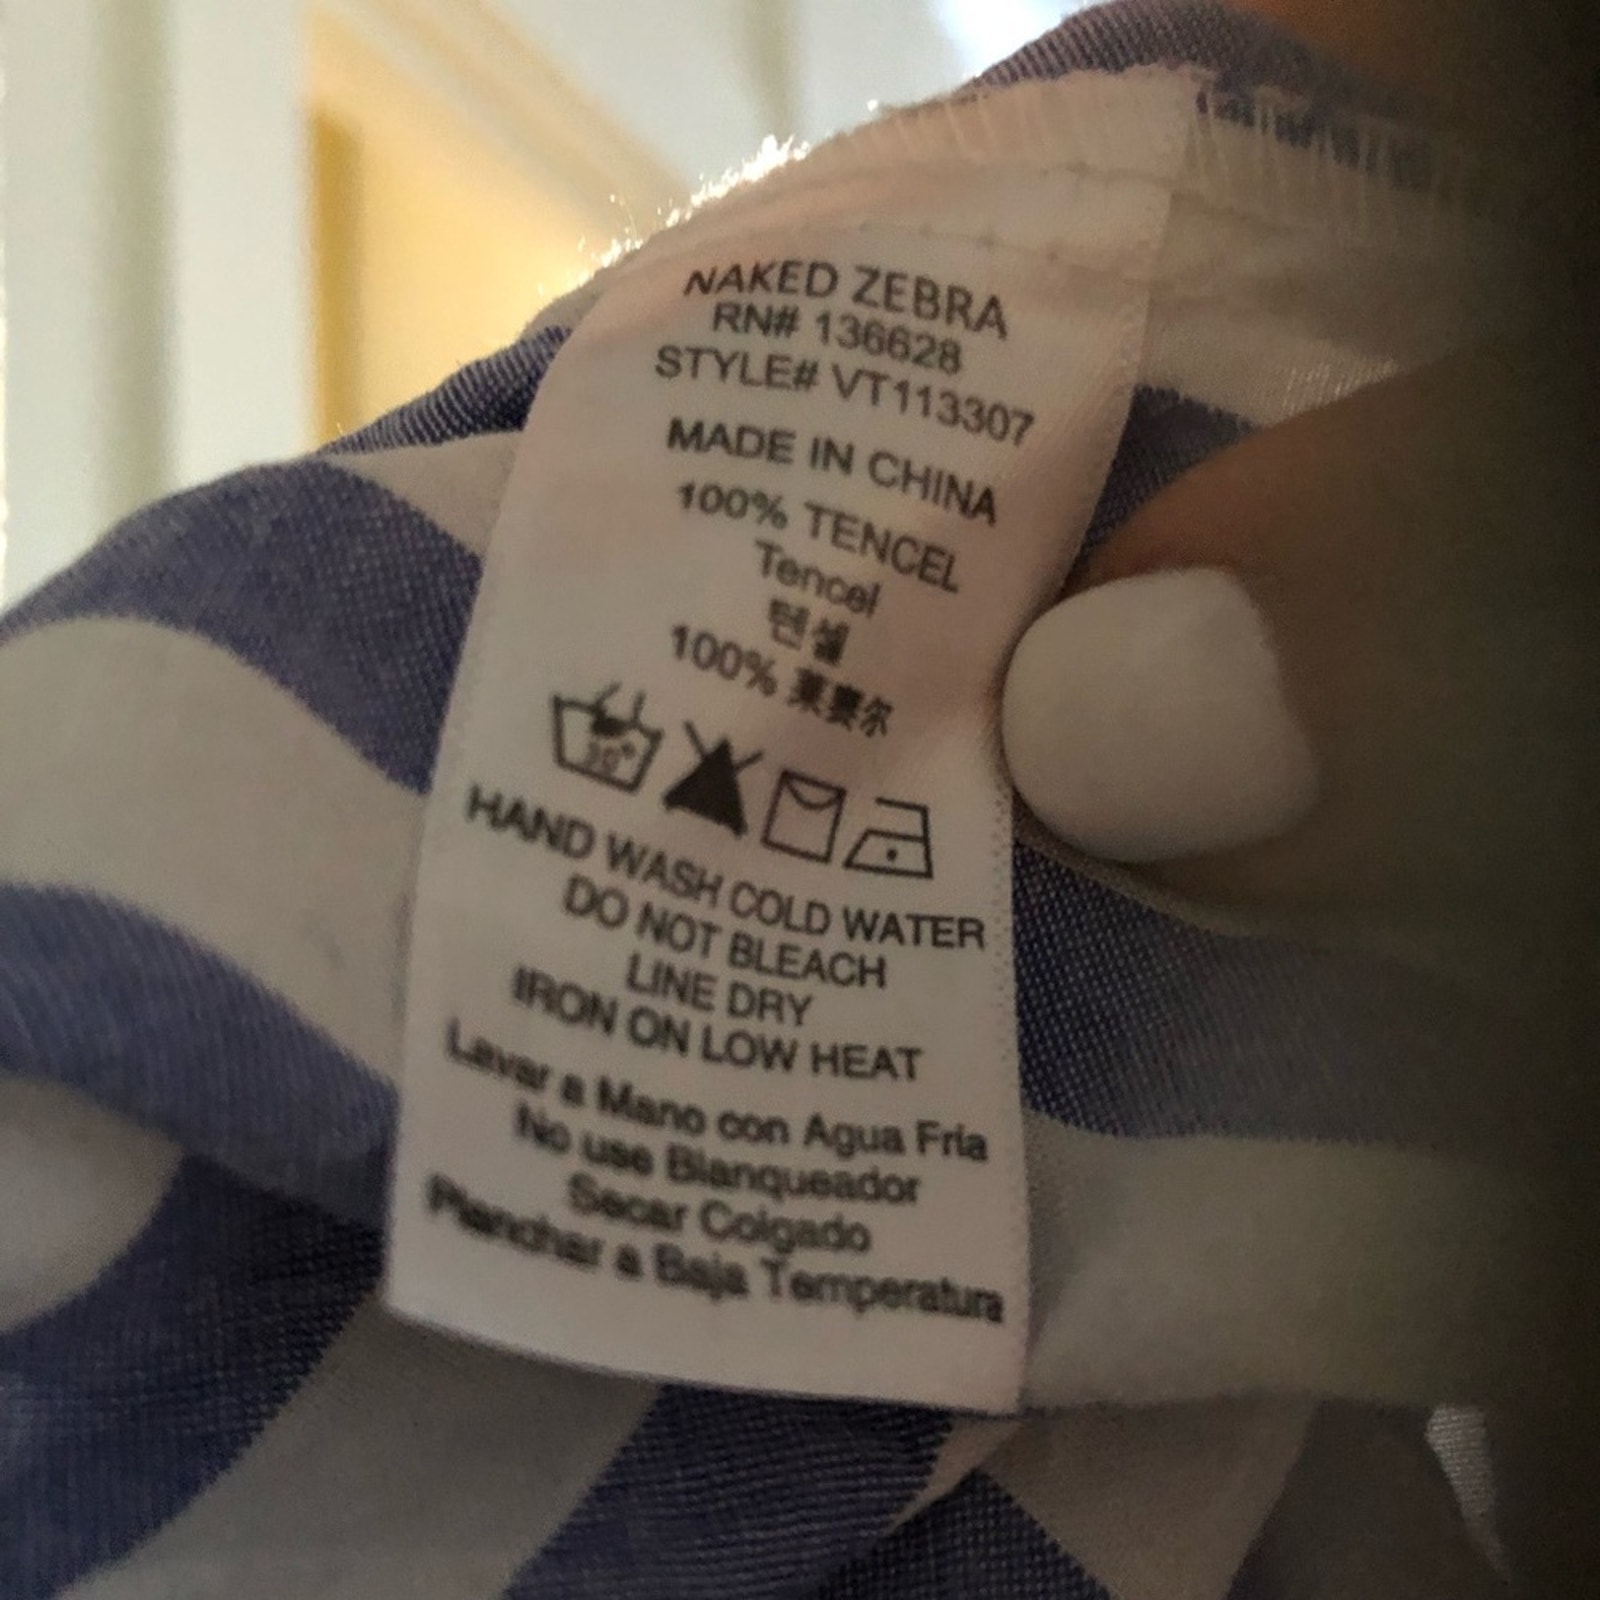 NAKED ZEBRA
RN# 136628
STYLE# VT113307
MADE IN CHINA
100% TENCEL
Tencel
텐셀
100% 莱赛尔
30°
HAND WASH COLD WATER
DO NOT BLEACH
LINE DRY
IRON ON LOW HEAT
Lavar a Mano con Agua Fria
No use Blanqueador
Secar Colgado
Planchar a Baja Temperatura